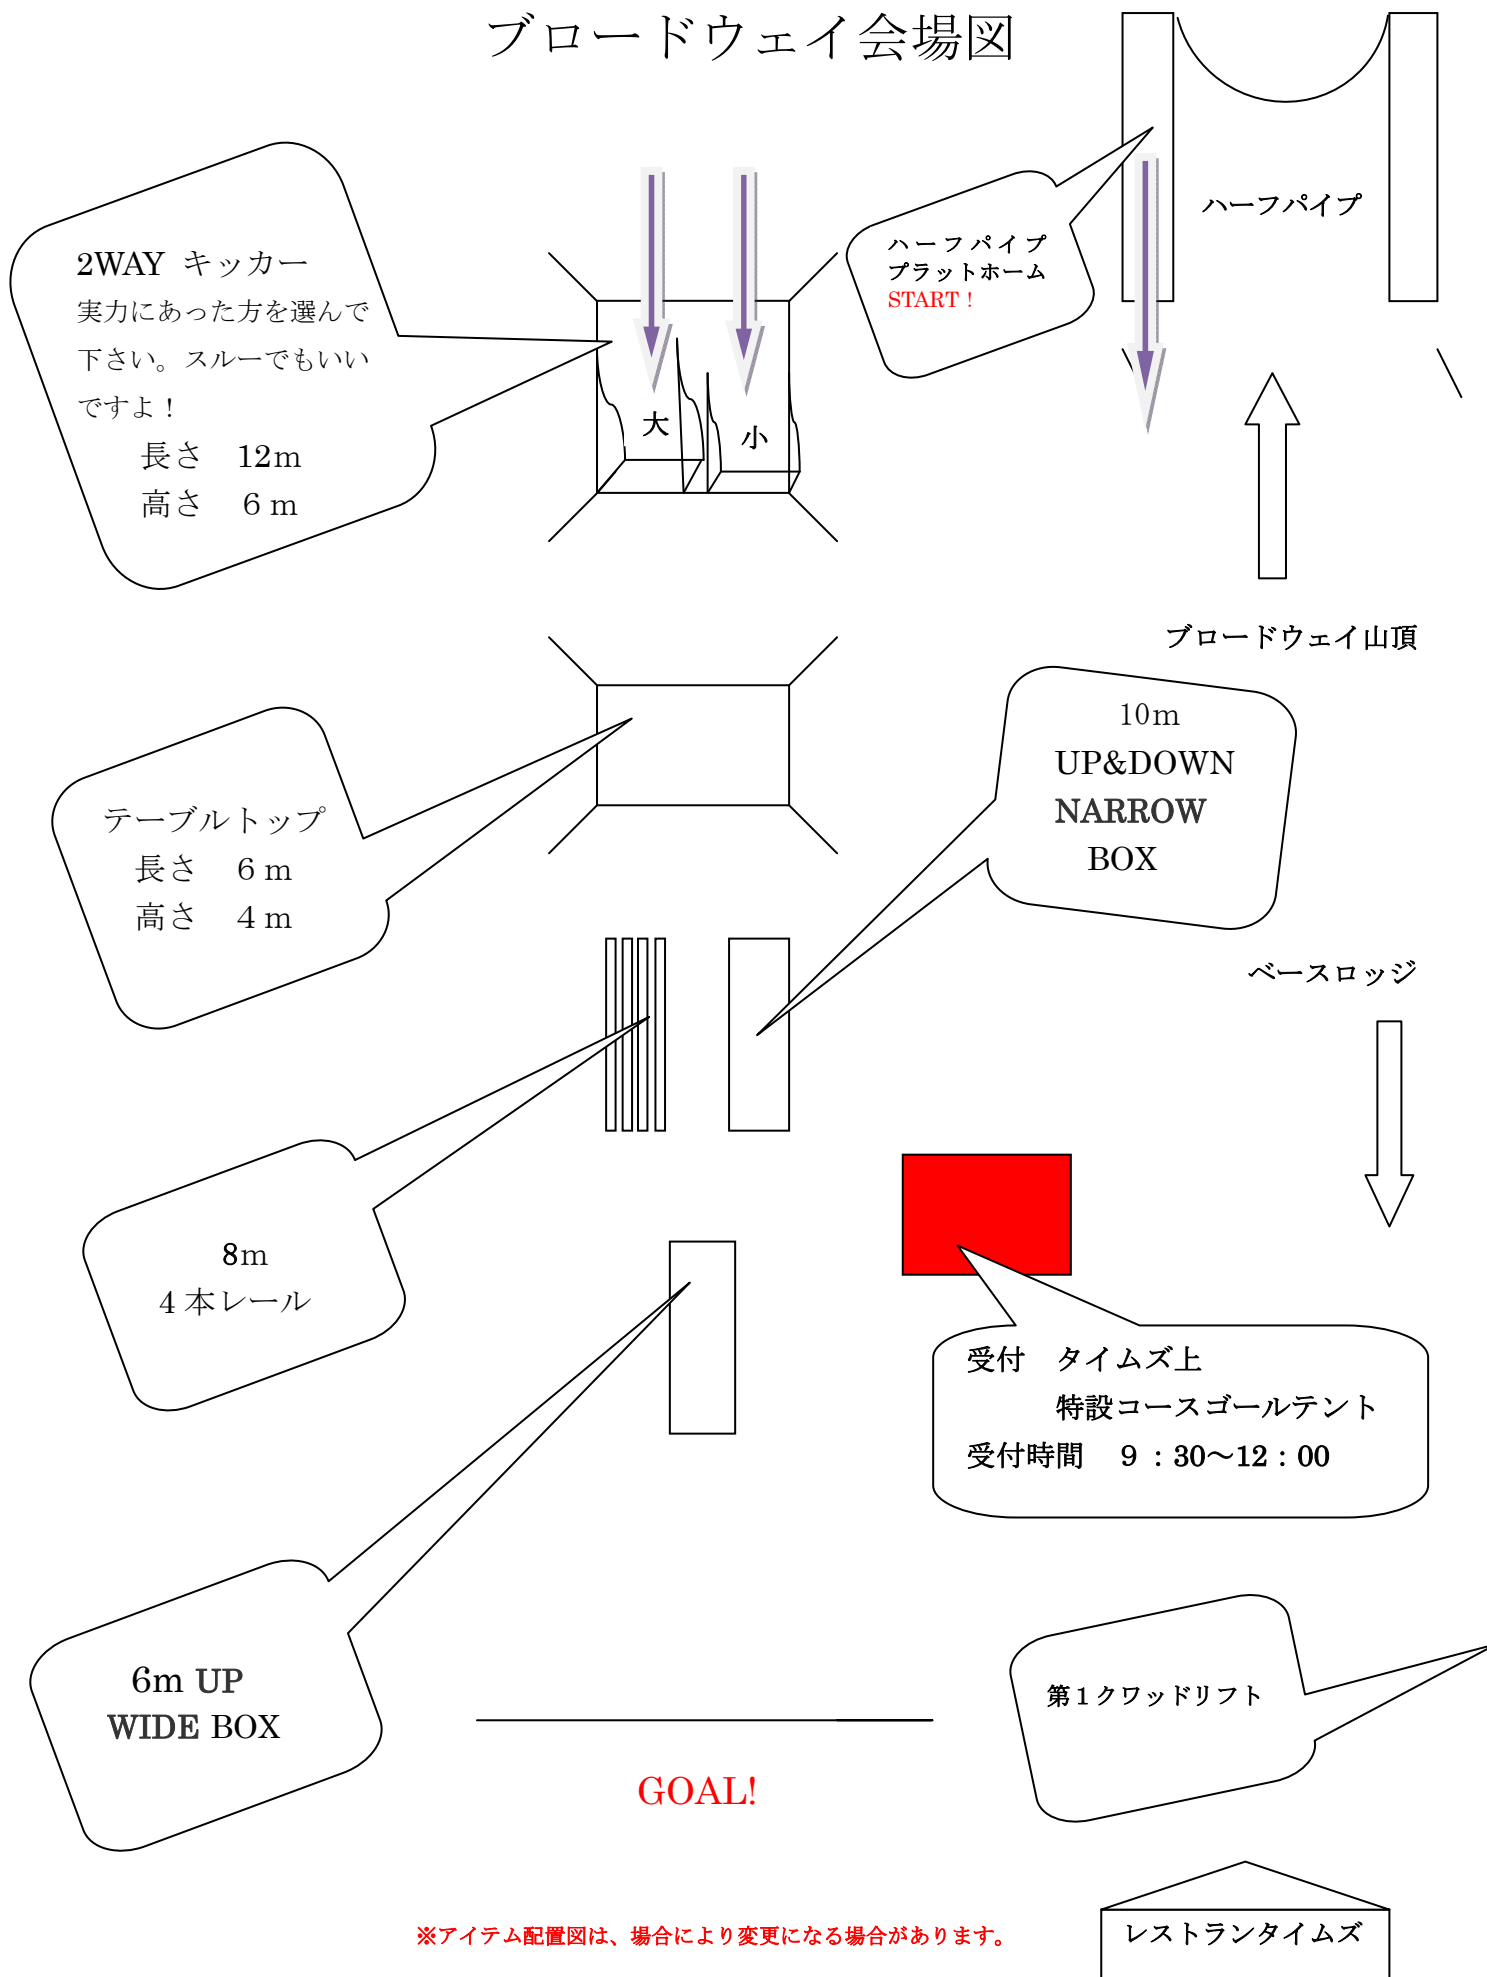 ブロードウェイ会場図
ハーフパイプ
ハーフパイプ
プラットホーム
START！
2WAY キッカー
実力にあった方を選んで
下さい。スルーでもいい
ですよ！
長さ　12m
高さ　６m
大
小
ブロードウェイ山頂
10m
UP&DOWN
NARROW
BOX
テーブルトップ
長さ　６m
高さ　４m
ベースロッジ
8m
４本レール
受付　タイムズ上
特設コースゴールテント
受付時間　９：30～12：00
6m UP
WIDE BOX
第１クワッドリフト
GOAL!
※アイテム配置図は、場合により変更になる場合があります。
レストランタイムズ